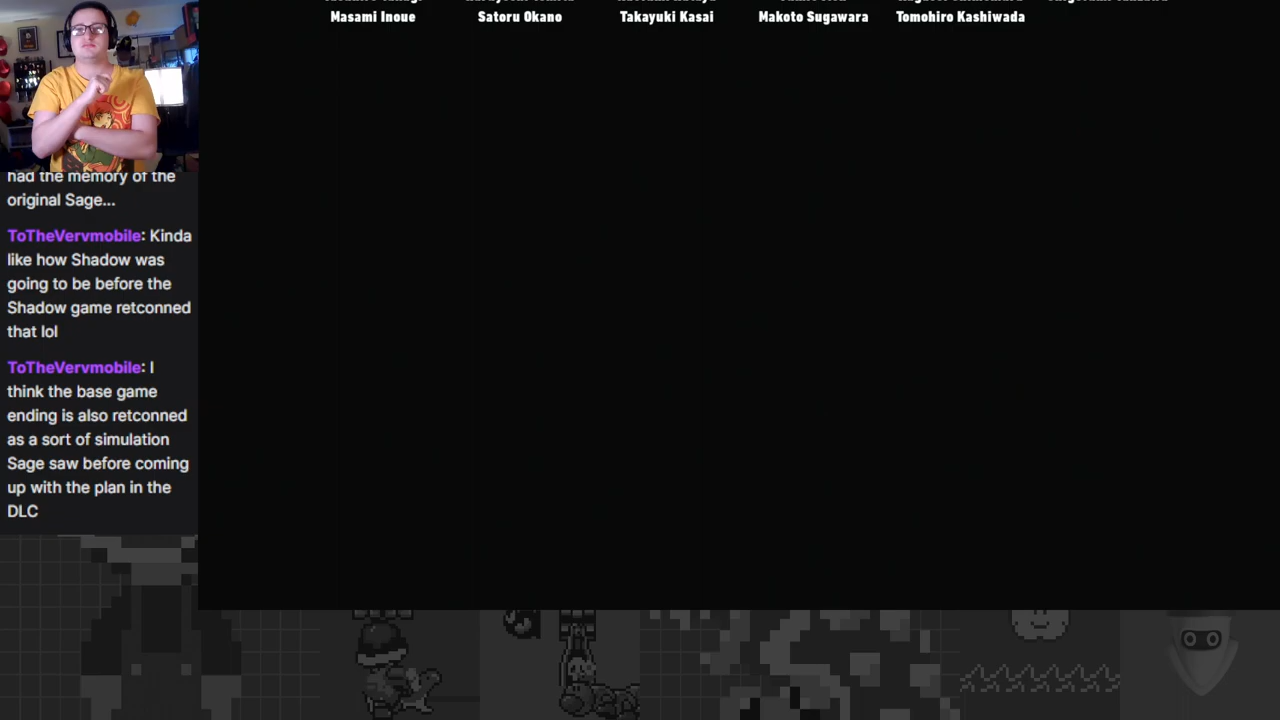 Masami Inoue Satoru Okano Takayuki Kasai Makoto Sugawara Tomohiro Kashiwada
had the memory of the
original Sage...
ToTheVervmobile: Kinda
like how Shadow was
going to be before the
Shadow game retconned
that lol
ToTheVervmobile: I
think the base game
ending is also retconned
as a sort of simulation
Sage saw before coming
up with the plan in the
DLC